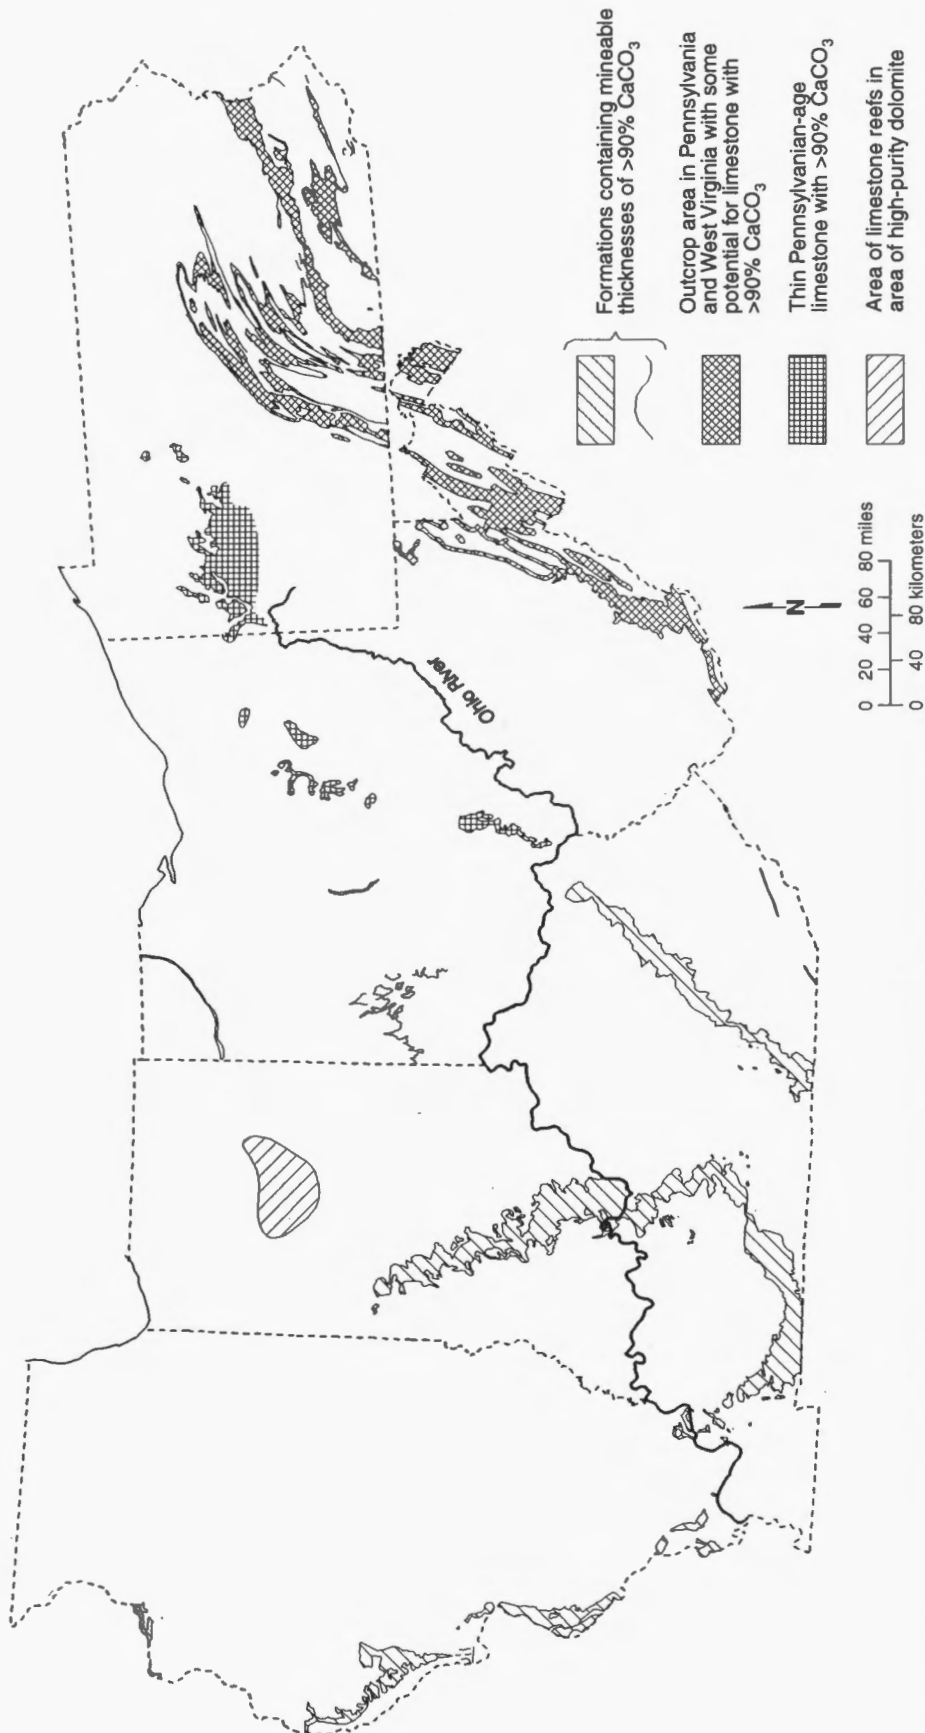 Ohio River
N
0 20 40 60 80 miles
0 40 80 kilometers
Formations containing mineable
thicknesses of >90% CaCO₃
Outcrop area in Pennsylvania
and West Virginia with some
potential for limestone with
>90% CaCO₃
Thin Pennsylvanian-age
limestone with >90% CaCO₃
Area of limestone reefs in
area of high-purity dolomite